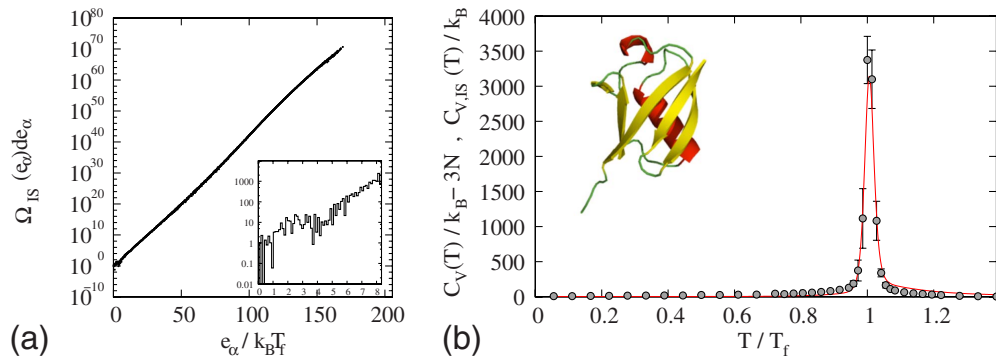 10^80
10^70
10^60
10^50
10^40
10^30
10^20
10^10
10^0
10^-10
Ω_IS (e_α)de_α
0 50 100 150 200
e_α / k_B T_f
1000
100
10
1
0.1
0.01
0 1 2 3 4 5 6 7 8
(a)
4000
3500
3000
2500
2000
1500
1000
500
0
C_V(T) / k_B − 3N , C_V,IS (T) / k_B
0 0.2 0.4 0.6 0.8 1 1.2
T / T_f
(b)